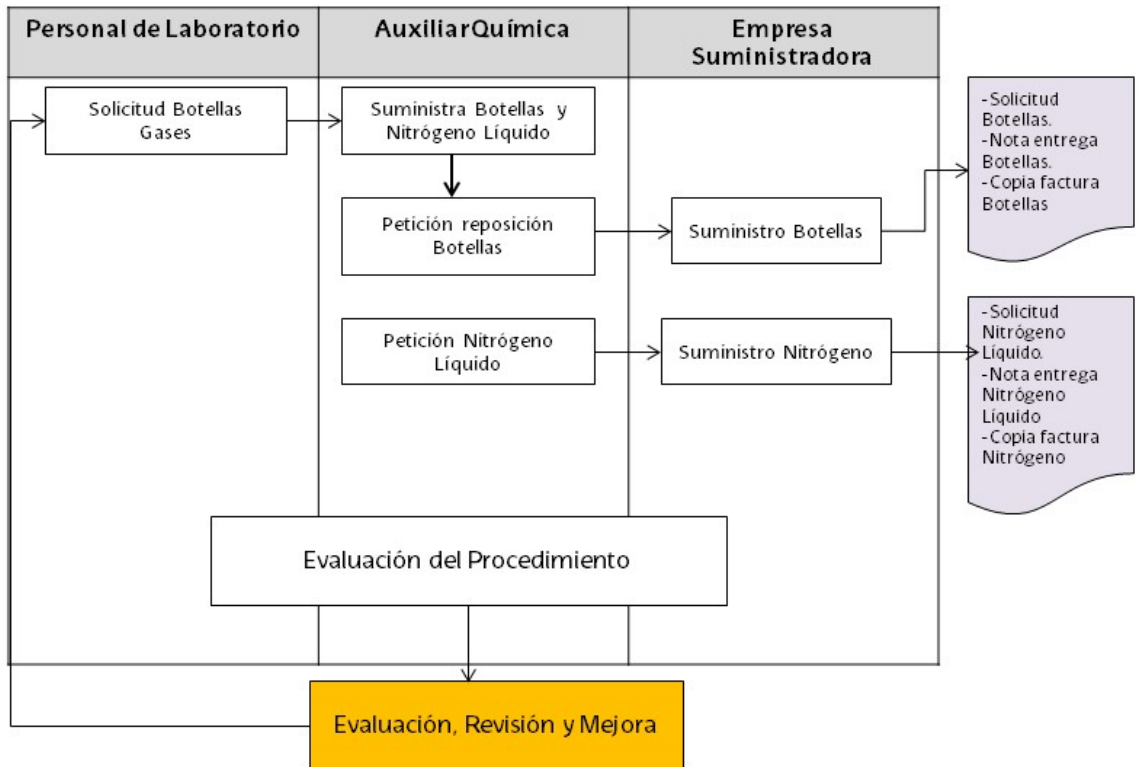 Personal de Laboratorio
Auxiliar Química
Empresa
Suministradora
Solicitud Botellas
Gases
Suministra Botellas y
Nitrógeno Líquido
-Solicitud
Botellas.
-Nota entrega
Botellas.
-Copia factura
Botellas
Petición reposición
Botellas
Suministro Botellas
Petición Nitrógeno
Líquido
Suministro Nitrógeno
-Solicitud
Nitrógeno
Líquido.
-Nota entrega
Nitrógeno
Líquido
-Copia factura
Nitrógeno
Evaluación del Procedimiento
Evaluación, Revisión y Mejora